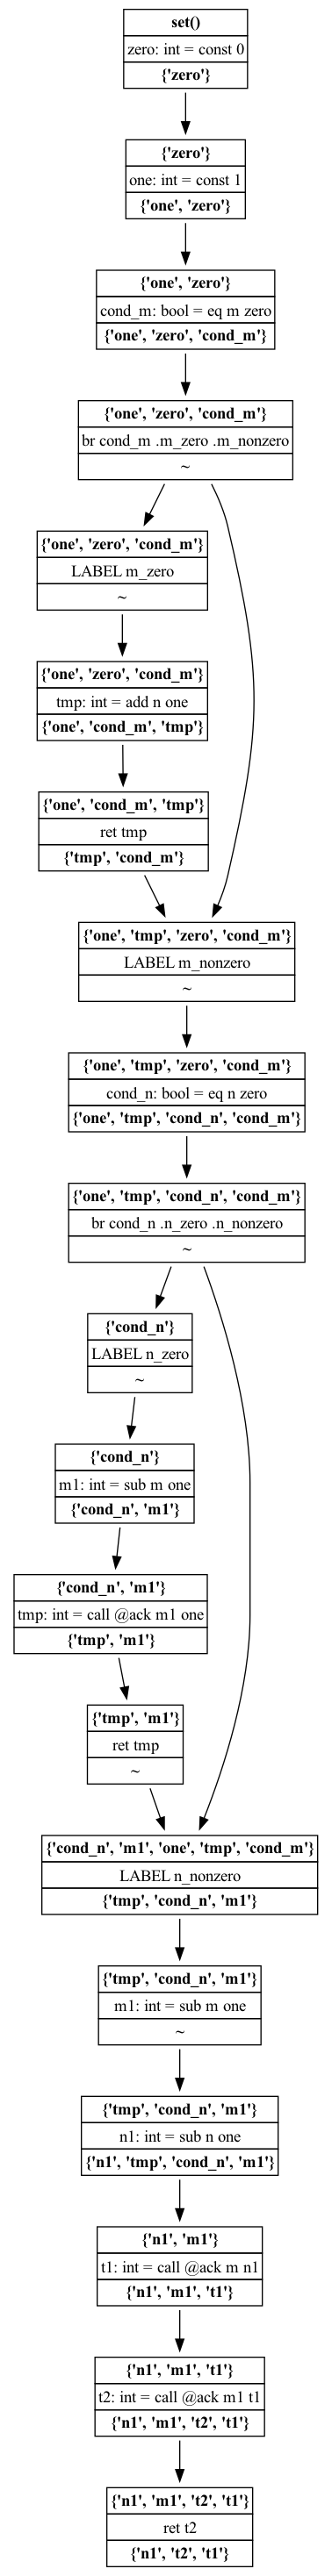 set()
zero: int = const 0
{'zero'}
{'zero'}
one: int = const 1
{'one', 'zero'}
{'one', 'zero'}
cond_m: bool = eq m zero
{'one', 'zero', 'cond_m'}
{'one', 'zero', 'cond_m'}
br cond_m .m_zero .m_nonzero
~
{'one', 'zero', 'cond_m'}
LABEL m_zero
~
{'one', 'zero', 'cond_m'}
tmp: int = add n one
{'one', 'cond_m', 'tmp'}
{'one', 'cond_m', 'tmp'}
ret tmp
{'tmp', 'cond_m'}
{'one', 'tmp', 'zero', 'cond_m'}
LABEL m_nonzero
~
{'one', 'tmp', 'zero', 'cond_m'}
cond_n: bool = eq n zero
{'one', 'tmp', 'cond_n', 'cond_m'}
{'one', 'tmp', 'cond_n', 'cond_m'}
br cond_n .n_zero .n_nonzero
~
{'cond_n'}
LABEL n_zero
~
{'cond_n'}
m1: int = sub m one
{'cond_n', 'm1'}
{'cond_n', 'm1'}
tmp: int = call @ack m1 one
{'tmp', 'm1'}
{'tmp', 'm1'}
ret tmp
~
{'cond_n', 'm1', 'one', 'tmp', 'cond_m'}
LABEL n_nonzero
{'tmp', 'cond_n', 'm1'}
{'tmp', 'cond_n', 'm1'}
m1: int = sub m one
~
{'tmp', 'cond_n', 'm1'}
n1: int = sub n one
{'n1', 'tmp', 'cond_n', 'm1'}
{'n1', 'm1'}
t1: int = call @ack m n1
{'n1', 'm1', 't1'}
{'n1', 'm1', 't1'}
t2: int = call @ack m1 t1
{'n1', 'm1', 't2', 't1'}
{'n1', 'm1', 't2', 't1'}
ret t2
{'n1', 't2', 't1'}